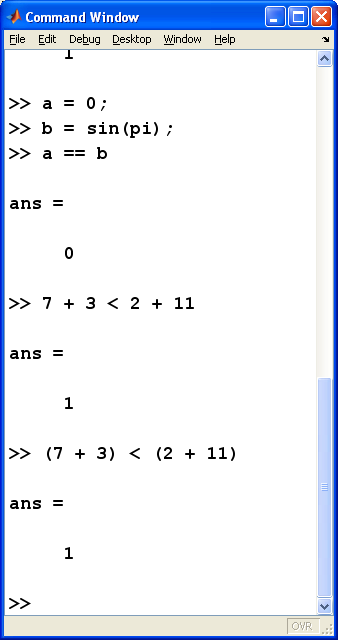 Command Window
File Edit Debug Desktop Window Help
1
>> a = 0;
>> b = sin(pi);
>> a == b
ans =
0
>> 7 + 3 < 2 + 11
ans =
1
>> (7 + 3) < (2 + 11)
ans =
1
>>
OVR